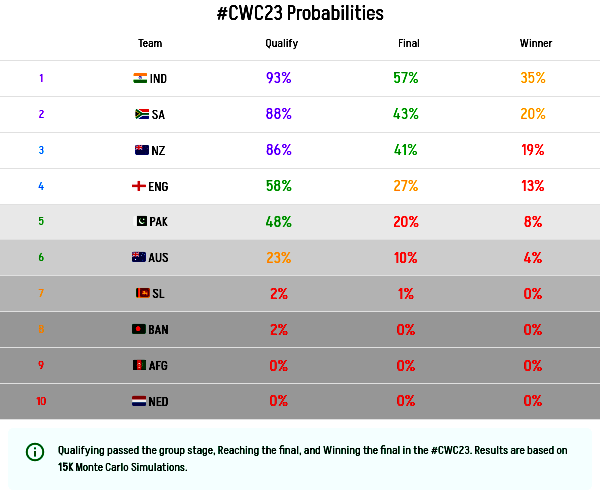 #CWC23 Probabilities
Team Qualify Final Winner
1 IND 93% 57% 35%
2 SA 88% 43% 20%
3 NZ 86% 41% 19%
4 ENG 58% 27% 13%
5 PAK 48% 20% 8%
6 AUS 23% 10% 4%
7 SL 2% 1% 0%
8 BAN 2% 0% 0%
9 AFG 0% 0% 0%
10 NED 0% 0% 0%
Qualifying passed the group stage, Reaching the final, and Winning the final in the #CWC23. Results are based on
15K Monte Carlo Simulations.